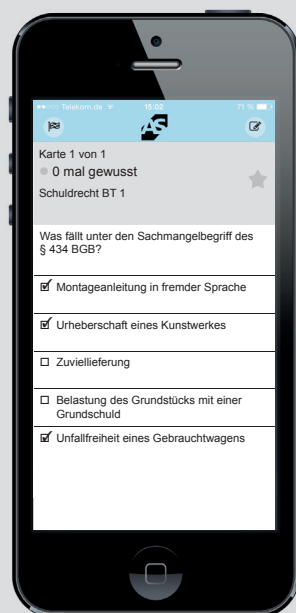 Telekom.de 15:02 71 %
AS
Karte 1 von 1
0 mal gewusst
Schuldrecht BT 1
Was fällt unter den Sachmangelbegriff des
§ 434 BGB?
Montageanleitung in fremder Sprache
Urheberschaft eines Kunstwerkes
Zuviellieferung
Belastung des Grundstücks mit einer
Grundschuld
Unfallfreiheit eines Gebrauchtwagens